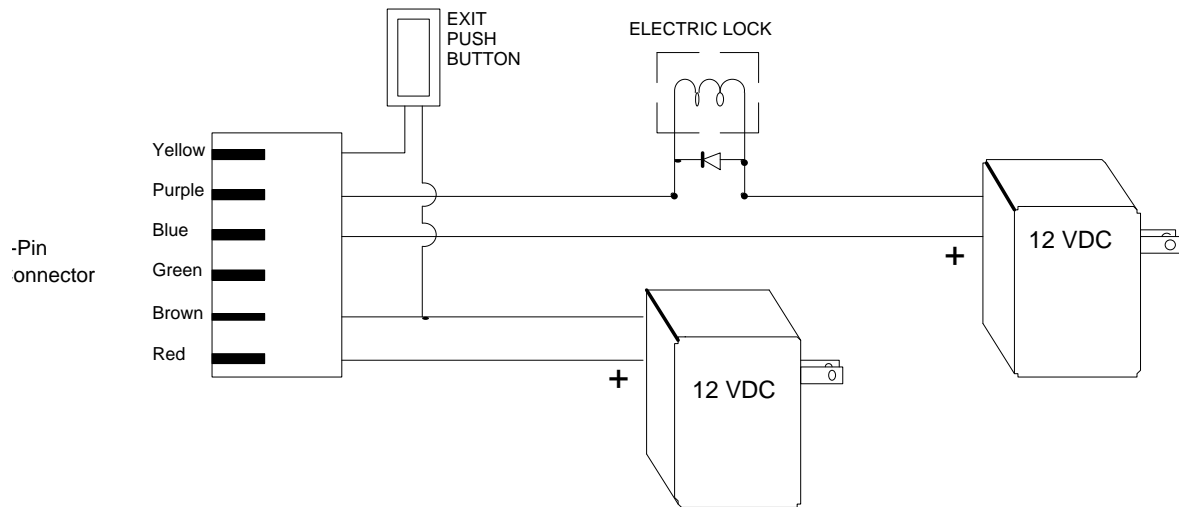 EXIT
PUSH
BUTTON
ELECTRIC LOCK
Yellow
Purple
Blue
-Pin
onnector
Green
Brown
Red
+
12 VDC
+
12 VDC